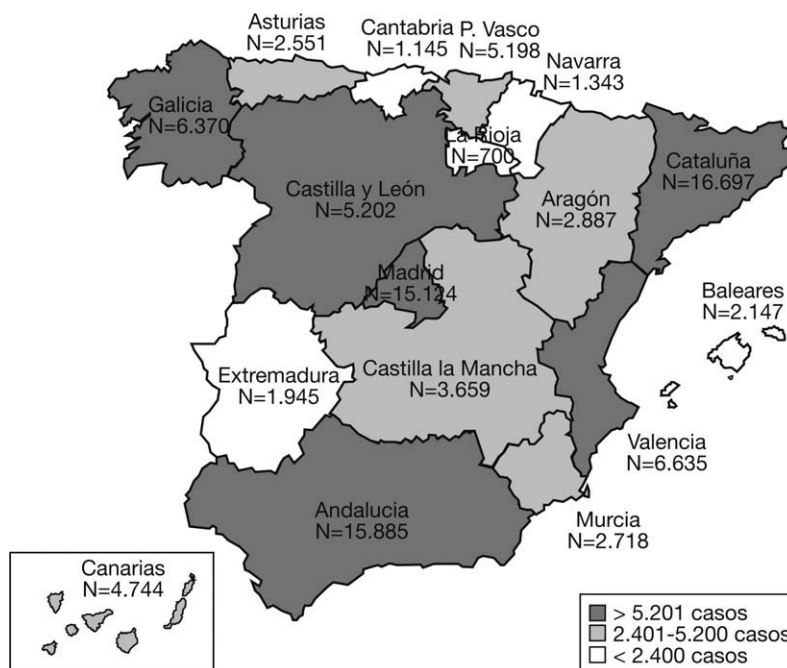 Asturias
N=2.551
Cantabria
N=1.145
P. Vasco
N=5.198
Navarra
N=1.343
Galicia
N=6.370
La Rioja
N=700
Cataluña
N=16.697
Castilla y León
N=5.202
Aragón
N=2.887
Madrid
N=15.124
Baleares
N=2.147
Extremadura
N=1.945
Castilla la Mancha
N=3.659
Valencia
N=6.635
Andalucia
N=15.885
Murcia
N=2.718
Canarias
N=4.744
> 5.201 casos
2.401-5.200 casos
< 2.400 casos